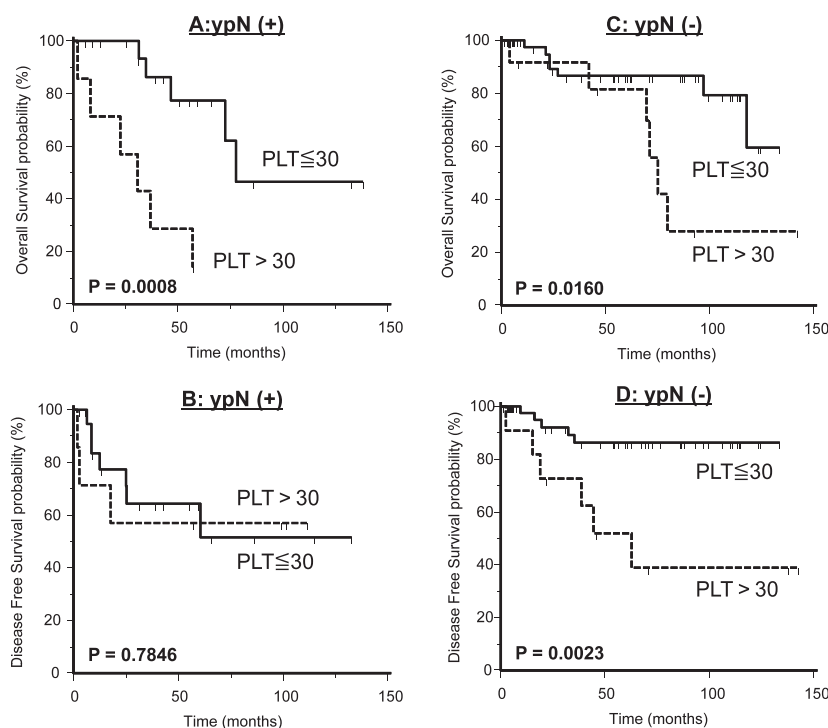 A:ypN (+)
Overall Survival probability (%)
100
80
60
40
20
0
PLT≦30
PLT > 30
P = 0.0008
0
50
100
150
Time (months)
C: ypN (-)
Overall Survival probability (%)
100
80
60
40
20
0
PLT≦30
PLT > 30
P = 0.0160
0
50
100
150
Time (months)
B: ypN (+)
Disease Free Survival probability (%)
100
80
60
40
20
0
PLT > 30
PLT≦30
P = 0.7846
0
50
100
150
Time (months)
D: ypN (-)
Disease Free Survival probability (%)
100
80
60
40
20
0
PLT≦30
PLT > 30
P = 0.0023
0
50
100
150
Time (months)